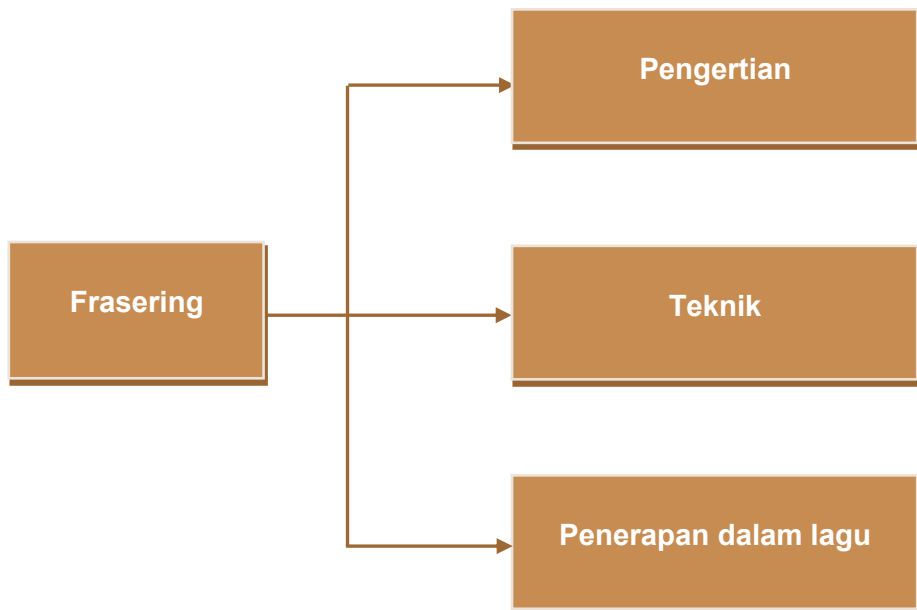 Pengertian
Frasering
Teknik
Penerapan dalam lagu